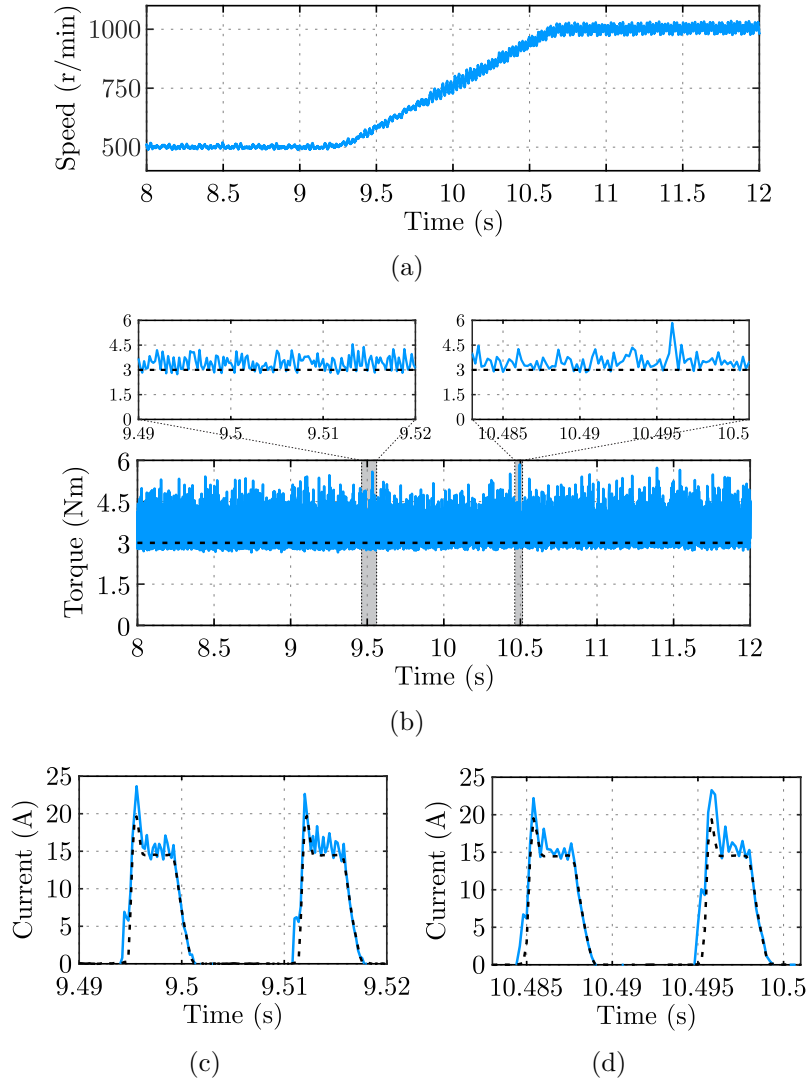 1000
750
500
Speed (r/min)
8 8.5 9 9.5 10 10.5 11 11.5 12
Time (s)
(a)
6
4.5
3
1.5
0
9.49 9.5 9.51 9.52
6
4.5
3
1.5
0
10.485 10.49 10.495 10.5
6
4.5
3
1.5
0
Torque (Nm)
8 8.5 9 9.5 10 10.5 11 11.5 12
Time (s)
(b)
25
20
15
10
5
0
Current (A)
9.49 9.5 9.51 9.52
Time (s)
(c)
25
20
15
10
5
0
Current (A)
10.485 10.49 10.495 10.5
Time (s)
(d)